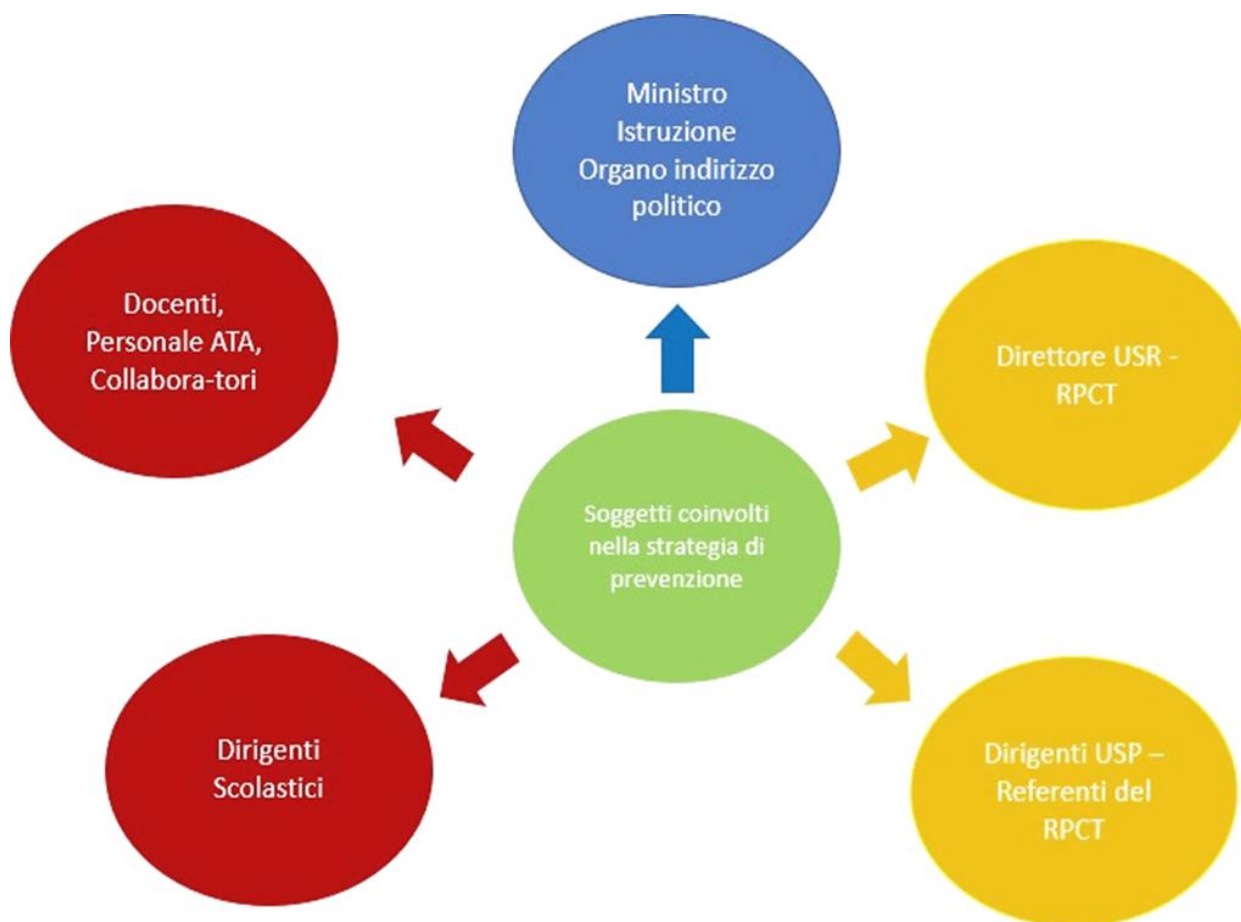 Ministro
Istruzione
Organo indirizzo
politico
Docenti,
Personale ATA,
Collabora-tori
Direttore USR -
RPCT
Soggetti coinvolti
nella strategia di
prevenzione
Dirigenti
Scolastici
Dirigenti USP –
Referenti del
RPCT